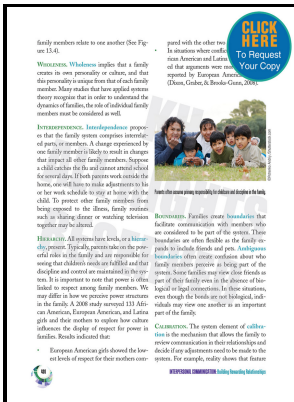 family members relate to one another (See Fig-
ure 13.4).
WHOLENESS. Wholeness implies that a family
creates its own personality or culture, and that
this personality is unique from that of each family
member. Many studies that have applied systems
theory recognize that in order to understand the
dynamics of families, the role of individual family
members must be considered as well.
INTERDEPENDENCE. Interdependence propos-
es that the family system comprises interrelat-
ed parts, or members. A change experienced by
one family member is likely to result in changes
that impact all other family members. Suppose
a child catches the flu and cannot attend school
for several days. If both parents work outside the
home, one will have to make adjustments to his
or her work schedule to stay at home with the
child. To protect other family members from
being exposed to the illness, family routines
such as sharing dinner or watching television
together may be altered.
HIERARCHY. All systems have levels, or a hierar-
chy, present. Typically, parents take on the pow-
erful roles in the family and are responsible for
seeing that children's needs are fulfilled and that
discipline and control are maintained in the sys-
tem. It is important to note that power is often
linked to respect among family members. We
may differ in how we perceive power structures
in the family. A 2008 study surveyed 133 Afri-
can American, European American, and Latina
girls and their mothers to explore how culture
influences the display of respect for power in
families. Results indicated that:
• European American girls showed the low-
est levels of respect for their mothers com-
pared with the other two
• In situations where conflic
rican American and Latina
ed that arguments were mo
reported by European Ame
(Dixon, Graber, & Brooks-Gunn, 2008).
CLICK
HERE
To Request
Your Copy
Parents often assume primary responsibility for childcare and discipline in the family.
BOUNDARIES. Families create boundaries that
facilitate communication with members who
are considered to be part of the system. These
boundaries are often flexible as the family ex-
pands to include friends and pets. Ambiguous
boundaries often create confusion about who
family members perceive as being part of the
system. Some families may view close friends as
part of their family even in the absence of bio-
logical or legal connections. In these situations,
even though the bonds are not biological, indi-
viduals may view one another as an important
part of the family.
CALIBRATION. The system element of calibra-
tion is the mechanism that allows the family to
review communication in their relationships and
decide if any adjustments need to be made to the
system. For example, reality shows that feature
INTERPERSONAL COMMUNICATION: Building Rewarding Relationships